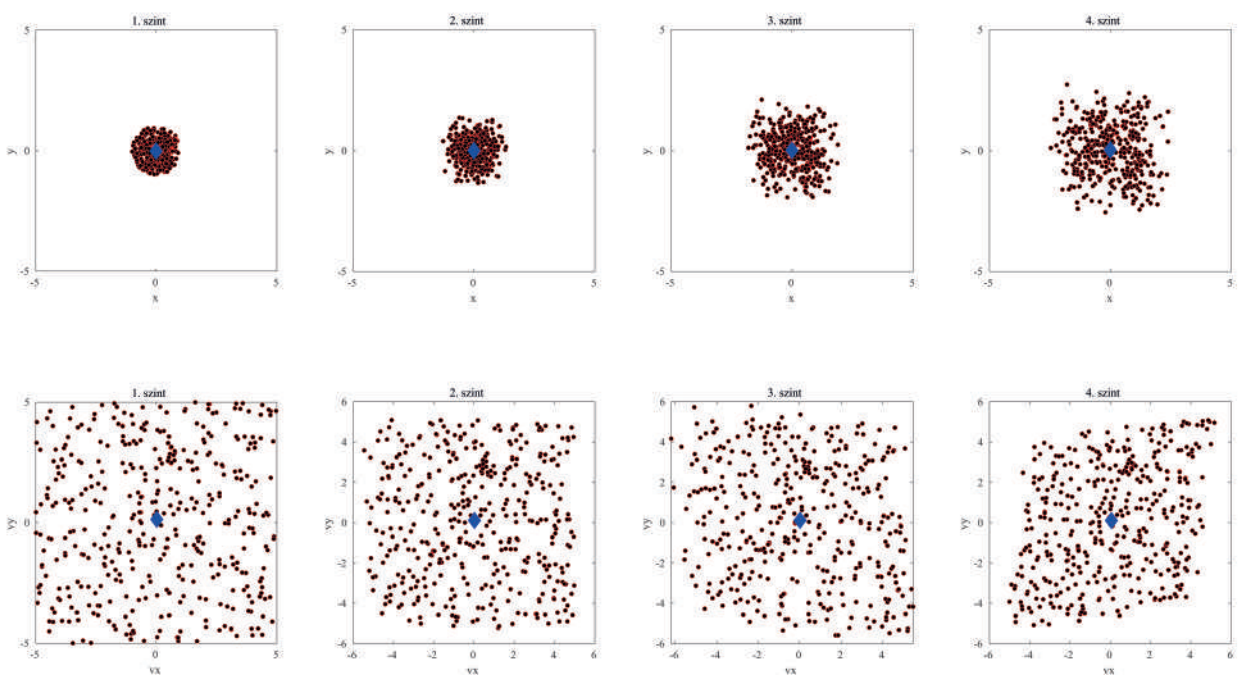 1. szint 2. szint 3. szint 4. szint
5 5 5 5
y 0 y 0 y 0 y 0
-5 -5 -5 -5
-5 0 5 -5 0 5 -5 0 5 -5 0 5
x x x x
1. szint 2. szint 3. szint 4. szint
5 6 6 6
4 4 4
2 2 2
vy 0 vy 0 vy 0 vy 0
-2 -2 -2
-4 -4 -4
-5 -6 -6 -6
-5 0 5 -6 -4 -2 0 2 4 6 -6 -4 -2 0 2 4 -6 -4 -2 0 2 4 6
vx vx vx vx